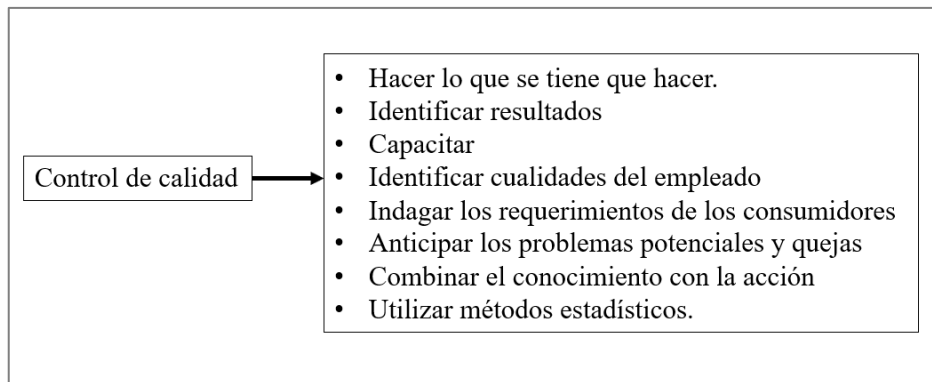 Control de calidad
• Hacer lo que se tiene que hacer.
• Identificar resultados
• Capacitar
• Identificar cualidades del empleado
• Indagar los requerimientos de los consumidores
• Anticipar los problemas potenciales y quejas
• Combinar el conocimiento con la acción
• Utilizar métodos estadísticos.